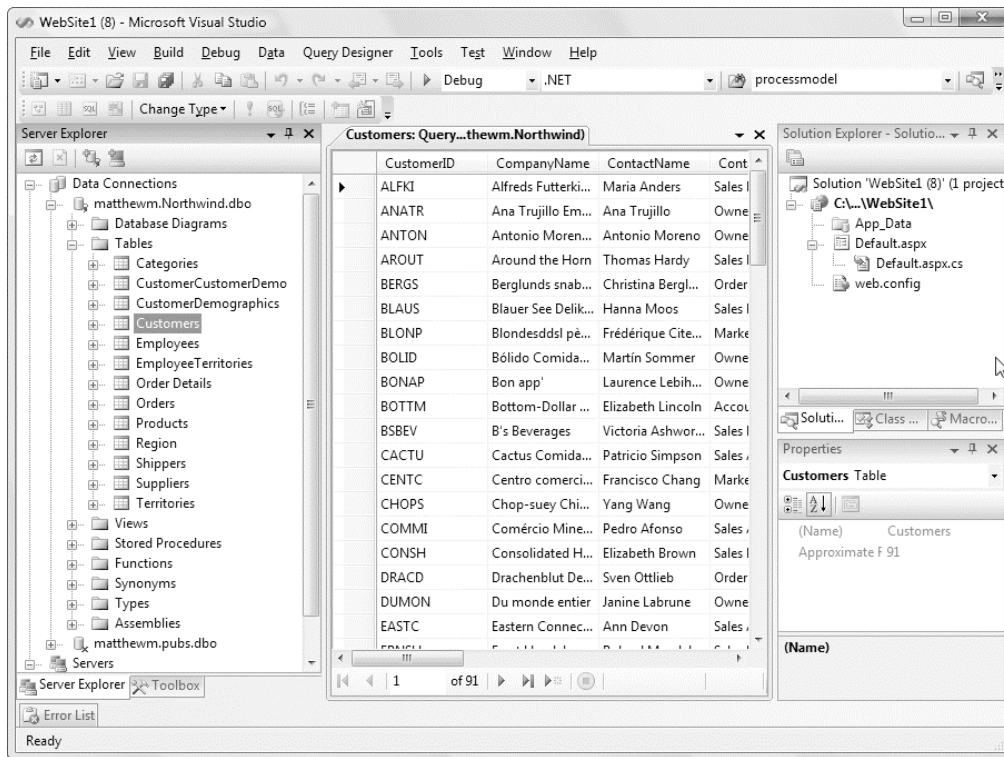 WebSite1 (8) - Microsoft Visual Studio
File Edit View Build Debug Data Query Designer Tools Test Window Help
Debug .NET processmodel
Change Type
Server Explorer
Data Connections
matthewm.Northwind.dbo
Database Diagrams
Tables
Categories
CustomerCustomerDemo
CustomerDemographics
Customers
Employees
EmployeeTerritories
Order Details
Orders
Products
Region
Shippers
Suppliers
Territories
Views
Stored Procedures
Functions
Synonyms
Types
Assemblies
matthewm.pubs.dbo
Servers
Server Explorer Toolbox
Customers: Query...thewm.Northwind)
CustomerID CompanyName ContactName Cont
ALFKI Alfreds Futterki... Maria Anders Sales
ANATR Ana Trujillo Em... Ana Trujillo Owne
ANTON Antonio Moren... Antonio Moreno Owne
AROUT Around the Horn Thomas Hardy Sales
BERGS Berglunds snab... Christina Bergl... Order
BLAUS Blauer See Delik... Hanna Moos Sales
BLONP Blondesddsl pè... Frédérique Cite... Marke
BOLID Bólido Comida... Martín Sommer Owne
BONAP Bon app' Laurence Lebih... Owne
BOTTM Bottom-Dollar ... Elizabeth Lincoln Accou
BSBEV B's Beverages Victoria Ashwor... Sales
CACTU Cactus Comida... Patricio Simpson Sales
CENTC Centro comerci... Francisco Chang Marke
CHOPS Chop-suey Chi... Yang Wang Owne
COMMI Comércio Mine... Pedro Afonso Sales
CONSH Consolidated H... Elizabeth Brown Sales
DRACD Drachenblut De... Sven Ottlieb Order
DUMON Du monde entier Janine Labrune Owne
EASTC Eastern Connec... Ann Devon Sales
1 of 91
Solution Explorer - Solutio...
Solution 'WebSite1 (8)' (1 project
C:\...\WebSite1\
App_Data
Default.aspx
Default.aspx.cs
web.config
Soluti... Class ... Macro...
Properties
Customers Table
(Name) Customers
Approximate F 91
(Name)
Error List
Ready